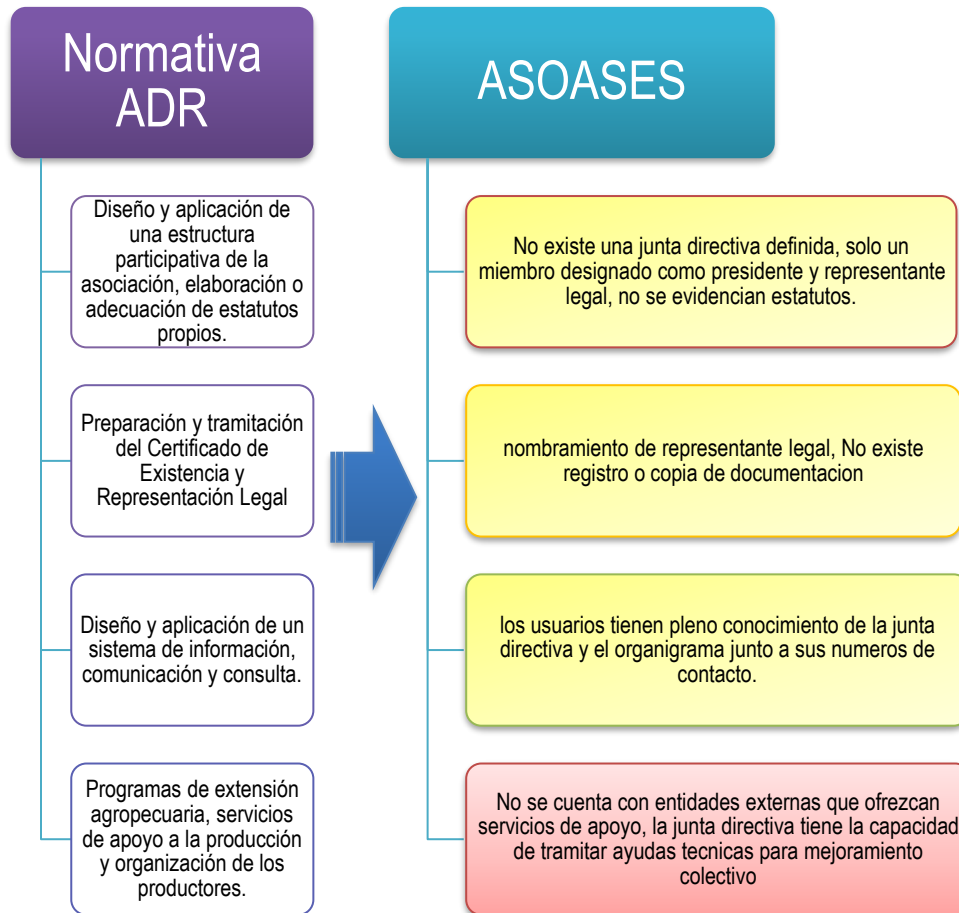 Normativa
ADR
Diseño y aplicación de
una estructura
participativa de la
asociación, elaboración o
adecuación de estatutos
propios.
Preparación y tramitación
del Certificado de
Existencia y
Representación Legal
Diseño y aplicación de un
sistema de información,
comunicación y consulta.
Programas de extensión
agropecuaria, servicios
de apoyo a la producción
y organización de los
productores.
ASOASES
No existe una junta directiva definida, solo un
miembro designado como presidente y representante
legal, no se evidencian estatutos.
nombramiento de representante legal, No existe
registro o copia de documentacion
los usuarios tienen pleno conocimiento de la junta
directiva y el organigrama junto a sus numeros de
contacto.
No se cuenta con entidades externas que ofrezcan
servicios de apoyo, la junta directiva tiene la capacidad
de tramitar ayudas tecnicas para mejoramiento
colectivo